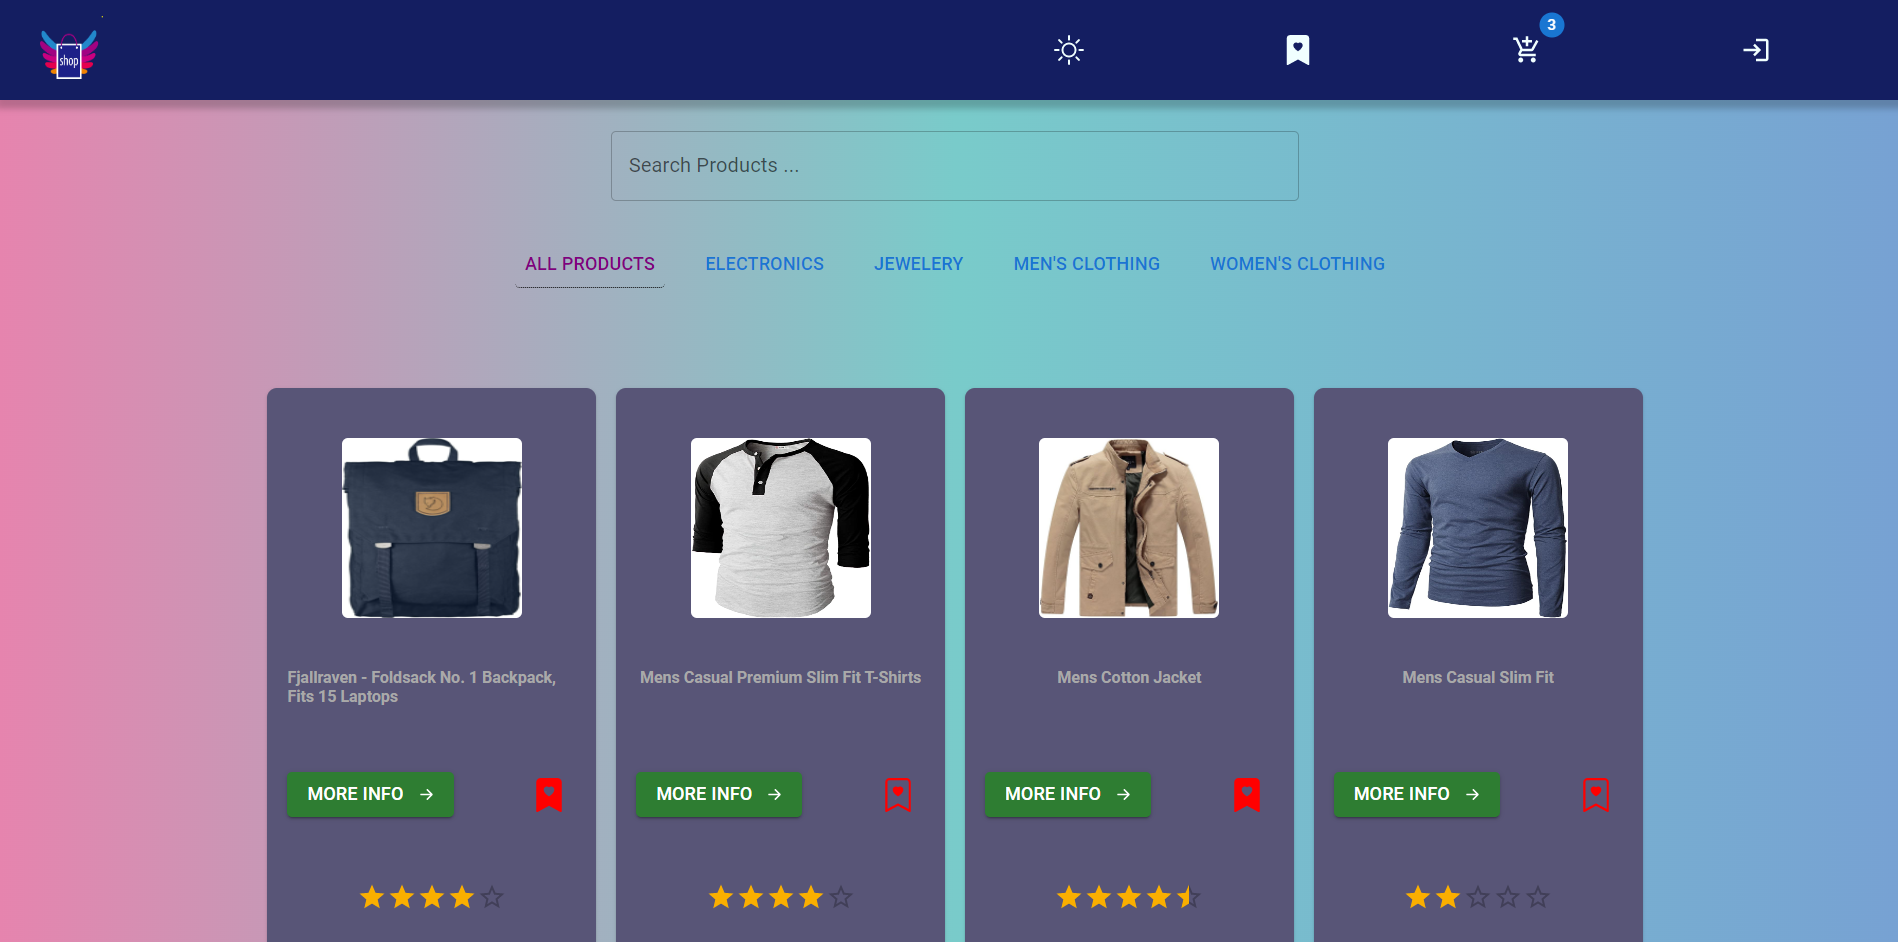 shop
3
Search Products ...
ALL PRODUCTS
ELECTRONICS
JEWELERY
MEN'S CLOTHING
WOMEN'S CLOTHING
Fjallraven - Foldsack No. 1 Backpack,
Fits 15 Laptops
Mens Casual Premium Slim Fit T-Shirts
Mens Cotton Jacket
Mens Casual Slim Fit
MORE INFO
MORE INFO
MORE INFO
MORE INFO